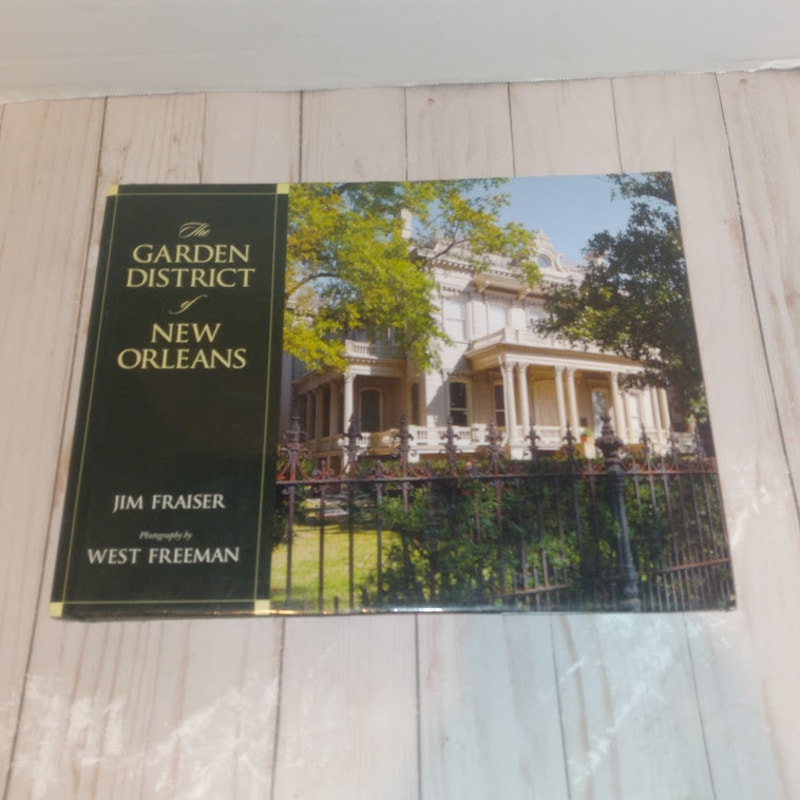 The
GARDEN
DISTRICT
of
NEW
ORLEANS
JIM FRAISER
Photography by
WEST FREEMAN